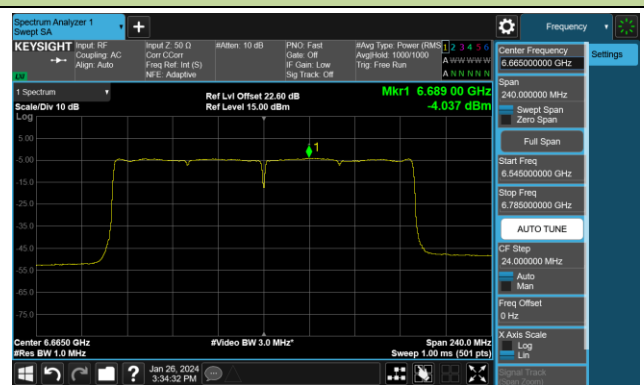 Spectrum Analyzer 1
Swept SA
Frequency
KEYSIGHT
Input: RF
Coupling: AC
Align: Auto
Input Z: 50 Ω
Corr CCorr
Freq Ref: Int (S)
NFE: Adaptive
#Atten: 10 dB
PNO: Fast
Gate: Off
IF Gain: Low
Sig Track: Off
#Avg Type: Power (RMS
Avg|Hold: 1000/1000
Trig: Free Run
1 2 3 4 5 6
A W W W W W
A N N N N N
LW
1 Spectrum
Scale/Div 10 dB
Log
Ref Lvl Offset 22.60 dB
Ref Level 15.00 dBm
Mkr1 6.689 00 GHz
-4.037 dBm
1
5.00
-5.00
-15.0
-25.0
-35.0
-45.0
-55.0
-65.0
-75.0
Center 6.6650 GHz
#Res BW 1.0 MHz
#Video BW 3.0 MHz*
Span 240.0 MHz
Sweep 1.00 ms (501 pts)
Jan 26, 2024
3:34:32 PM
Center Frequency
6.665000000 GHz
Settings
Span
240.000000 MHz
Swept Span
Zero Span
Full Span
Start Freq
6.545000000 GHz
Stop Freq
6.785000000 GHz
AUTO TUNE
CF Step
24.000000 MHz
Auto
Man
Freq Offset
0 Hz
X Axis Scale
Log
Lin
Signal Track
(Span Zoom)